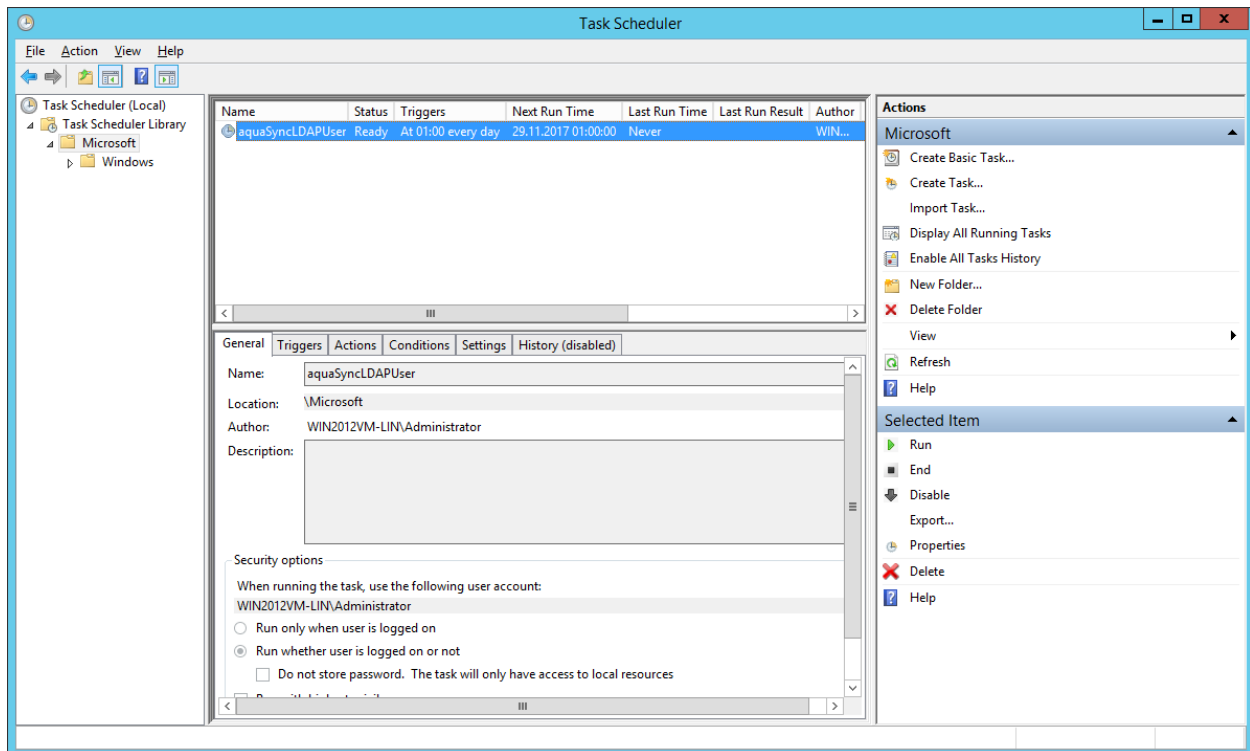 Task Scheduler
File Action View Help
Task Scheduler (Local)
Task Scheduler Library
Microsoft
Windows
Name Status Triggers Next Run Time Last Run Time Last Run Result Author
aquaSyncLDAPUser Ready At 01:00 every day 29.11.2017 01:00:00 Never WIN...
General Triggers Actions Conditions Settings History (disabled)
Name: aquaSyncLDAPUser
Location: \Microsoft
Author: WIN2012VM-LIN\Administrator
Description:
Security options
When running the task, use the following user account:
WIN2012VM-LIN\Administrator
Run only when user is logged on
Run whether user is logged on or not
Do not store password. The task will only have access to local resources
Actions
Microsoft
Create Basic Task...
Create Task...
Import Task...
Display All Running Tasks
Enable All Tasks History
New Folder...
Delete Folder
View
Refresh
Help
Selected Item
Run
End
Disable
Export...
Properties
Delete
Help